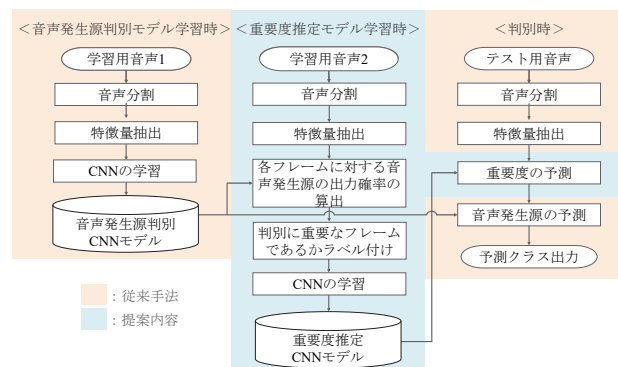 ＜音声発生源判別モデル学習時＞
学習用音声1
音声分割
特徴量抽出
CNNの学習
音声発生源判別
CNNモデル
：従来手法
：提案内容
＜重要度推定モデル学習時＞
学習用音声2
音声分割
特徴量抽出
各フレームに対する音
声発生源の出力確率の
算出
判別に重要なフレーム
であるかラベル付け
CNNの学習
重要度推定
CNNモデル
＜判別時＞
テスト用音声
音声分割
特徴量抽出
重要度の予測
音声発生源の予測
予測クラス出力